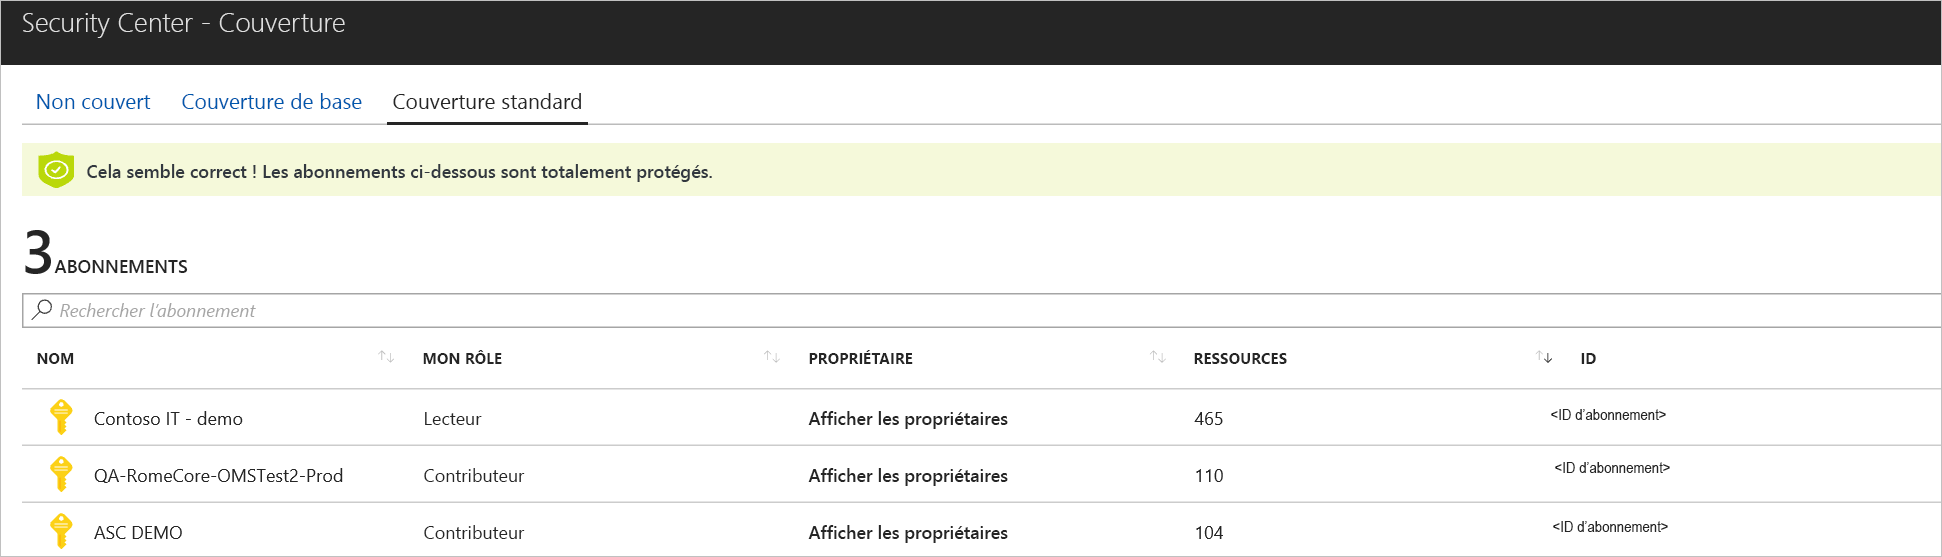 Security Center - Couverture
Non couvert Couverture de base Couverture standard
Cela semble correct ! Les abonnements ci-dessous sont totalement protégés.
3 ABONNEMENTS
Rechercher l'abonnement
NOM MON RÔLE PROPRIÉTAIRE RESSOURCES ID
Contoso IT - demo Lecteur Afficher les propriétaires 465 <ID d'abonnement>
QA-RomeCore-OMSTest2-Prod Contributeur Afficher les propriétaires 110 <ID d'abonnement>
ASC DEMO Contributeur Afficher les propriétaires 104 <ID d'abonnement>